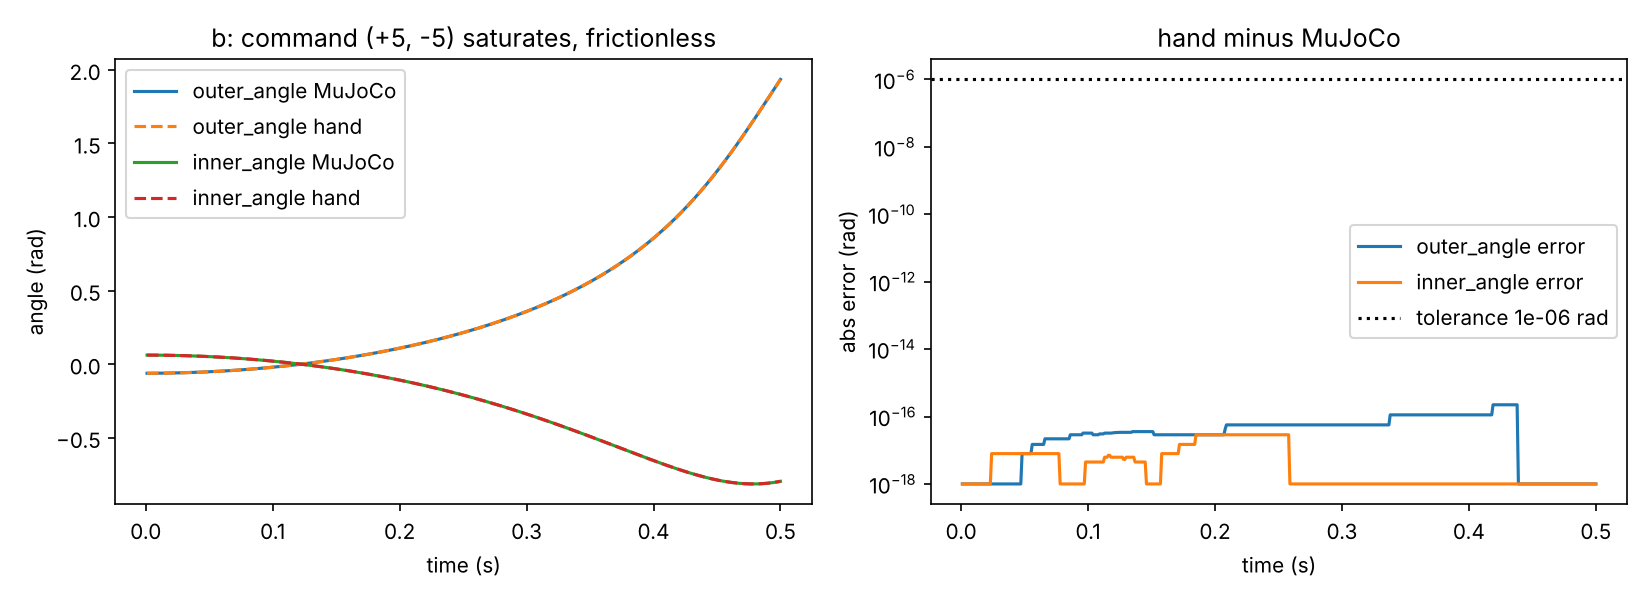 b: command (+5, -5) saturates, frictionless
outer_angle MuJoCo
outer_angle hand
inner_angle MuJoCo
inner_angle hand
angle (rad)
2.0
1.5
1.0
0.5
0.0
−0.5
0.0 0.1 0.2 0.3 0.4 0.5
time (s)
hand minus MuJoCo
outer_angle error
inner_angle error
tolerance 1e-06 rad
abs error (rad)
10⁻⁶
10⁻⁸
10⁻¹⁰
10⁻¹²
10⁻¹⁴
10⁻¹⁶
10⁻¹⁸
0.0 0.1 0.2 0.3 0.4 0.5
time (s)